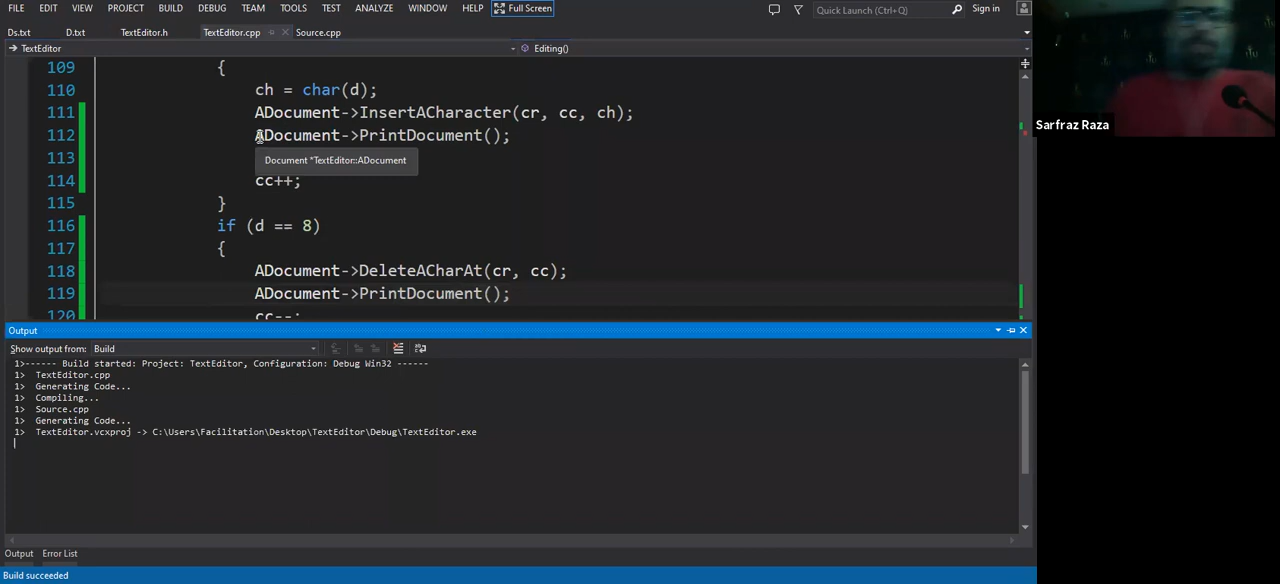 FILE EDIT VIEW PROJECT BUILD DEBUG TEAM TOOLS TEST ANALYZE WINDOW HELP Full Screen Quick Launch (Ctrl+Q) Sign in
Ds.txt D.txt TextEditor.h TextEditor.cpp Source.cpp
TextEditor Editing()
109 {
110 ch = char(d);
111 ADocument->InsertACharacter(cr, cc, ch);
112 ADocument->PrintDocument();
113
Document *TextEditor::ADocument
114 cc++;
115 }
116 if (d == 8)
117 {
118 ADocument->DeleteACharAt(cr, cc);
119 ADocument->PrintDocument();
120 cc--;
Output
Show output from: Build
1>------ Build started: Project: TextEditor, Configuration: Debug Win32 ------
1> TextEditor.cpp
1> Generating Code...
1> Compiling...
1> Source.cpp
1> Generating Code...
1> TextEditor.vcxproj -> C:\Users\Facilitation\Desktop\TextEditor\Debug\TextEditor.exe
Output Error List
Build succeeded
Sarfraz Raza